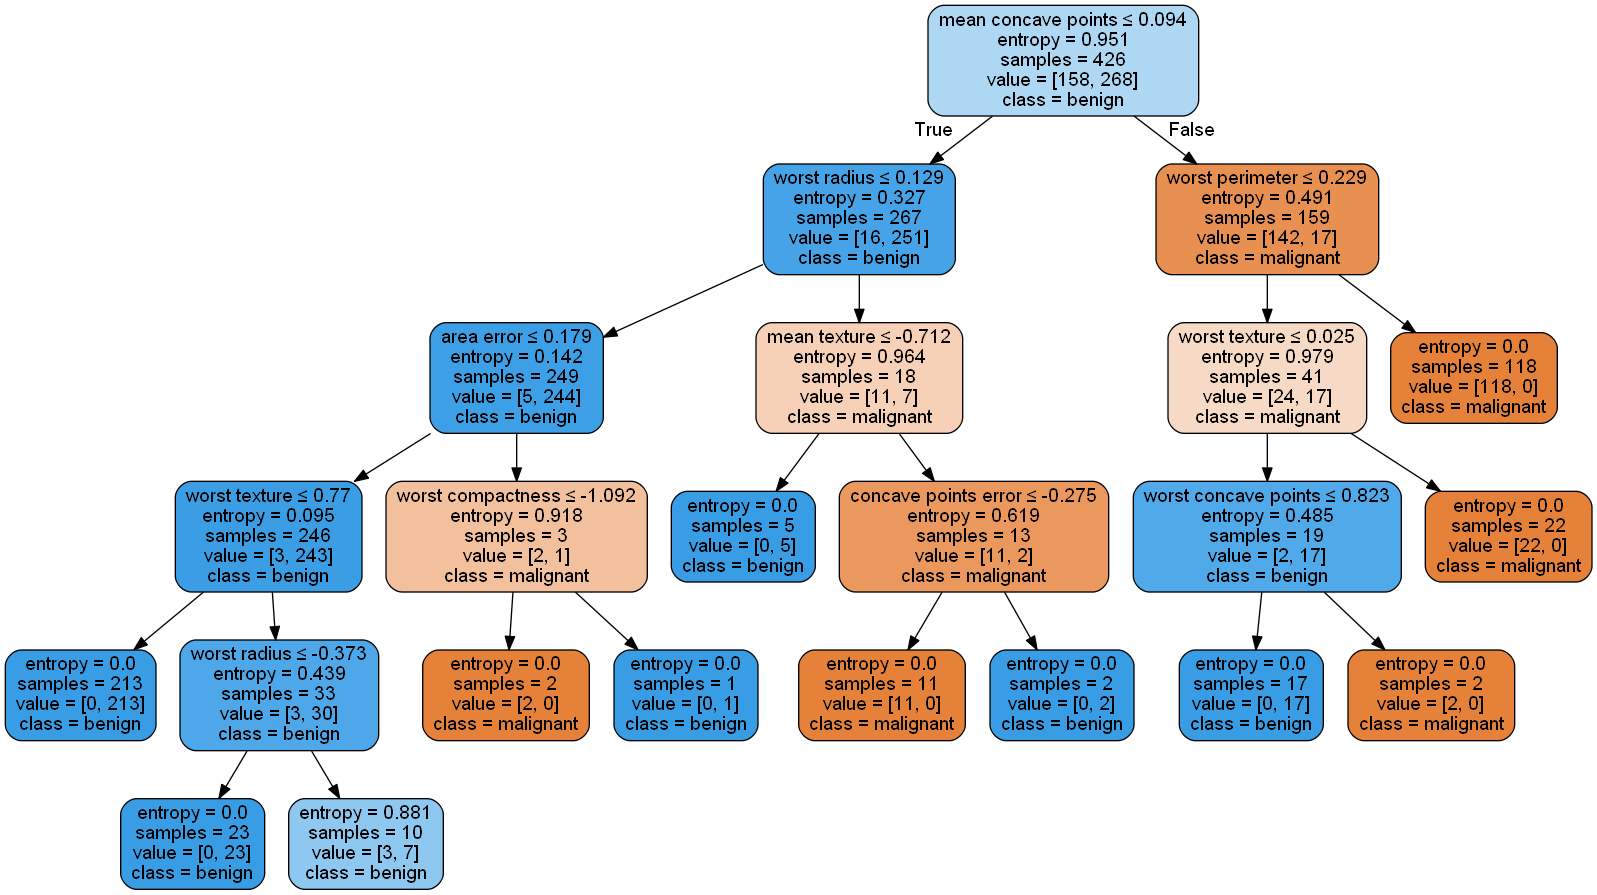 mean concave points ≤ 0.094
entropy = 0.951
samples = 426
value = [158, 268]
class = benign
True
False
worst radius ≤ 0.129
entropy = 0.327
samples = 267
value = [16, 251]
class = benign
worst perimeter ≤ 0.229
entropy = 0.491
samples = 159
value = [142, 17]
class = malignant
area error ≤ 0.179
entropy = 0.142
samples = 249
value = [5, 244]
class = benign
mean texture ≤ -0.712
entropy = 0.964
samples = 18
value = [11, 7]
class = malignant
worst texture ≤ 0.025
entropy = 0.979
samples = 41
value = [24, 17]
class = malignant
entropy = 0.0
samples = 118
value = [118, 0]
class = malignant
worst texture ≤ 0.77
entropy = 0.095
samples = 246
value = [3, 243]
class = benign
worst compactness ≤ -1.092
entropy = 0.918
samples = 3
value = [2, 1]
class = malignant
entropy = 0.0
samples = 5
value = [0, 5]
class = benign
concave points error ≤ -0.275
entropy = 0.619
samples = 13
value = [11, 2]
class = malignant
worst concave points ≤ 0.823
entropy = 0.485
samples = 19
value = [2, 17]
class = benign
entropy = 0.0
samples = 22
value = [22, 0]
class = malignant
entropy = 0.0
samples = 213
value = [0, 213]
class = benign
worst radius ≤ -0.373
entropy = 0.439
samples = 33
value = [3, 30]
class = benign
entropy = 0.0
samples = 2
value = [2, 0]
class = malignant
entropy = 0.0
samples = 1
value = [0, 1]
class = benign
entropy = 0.0
samples = 11
value = [11, 0]
class = malignant
entropy = 0.0
samples = 2
value = [0, 2]
class = benign
entropy = 0.0
samples = 17
value = [0, 17]
class = benign
entropy = 0.0
samples = 2
value = [2, 0]
class = malignant
entropy = 0.0
samples = 23
value = [0, 23]
class = benign
entropy = 0.881
samples = 10
value = [3, 7]
class = benign